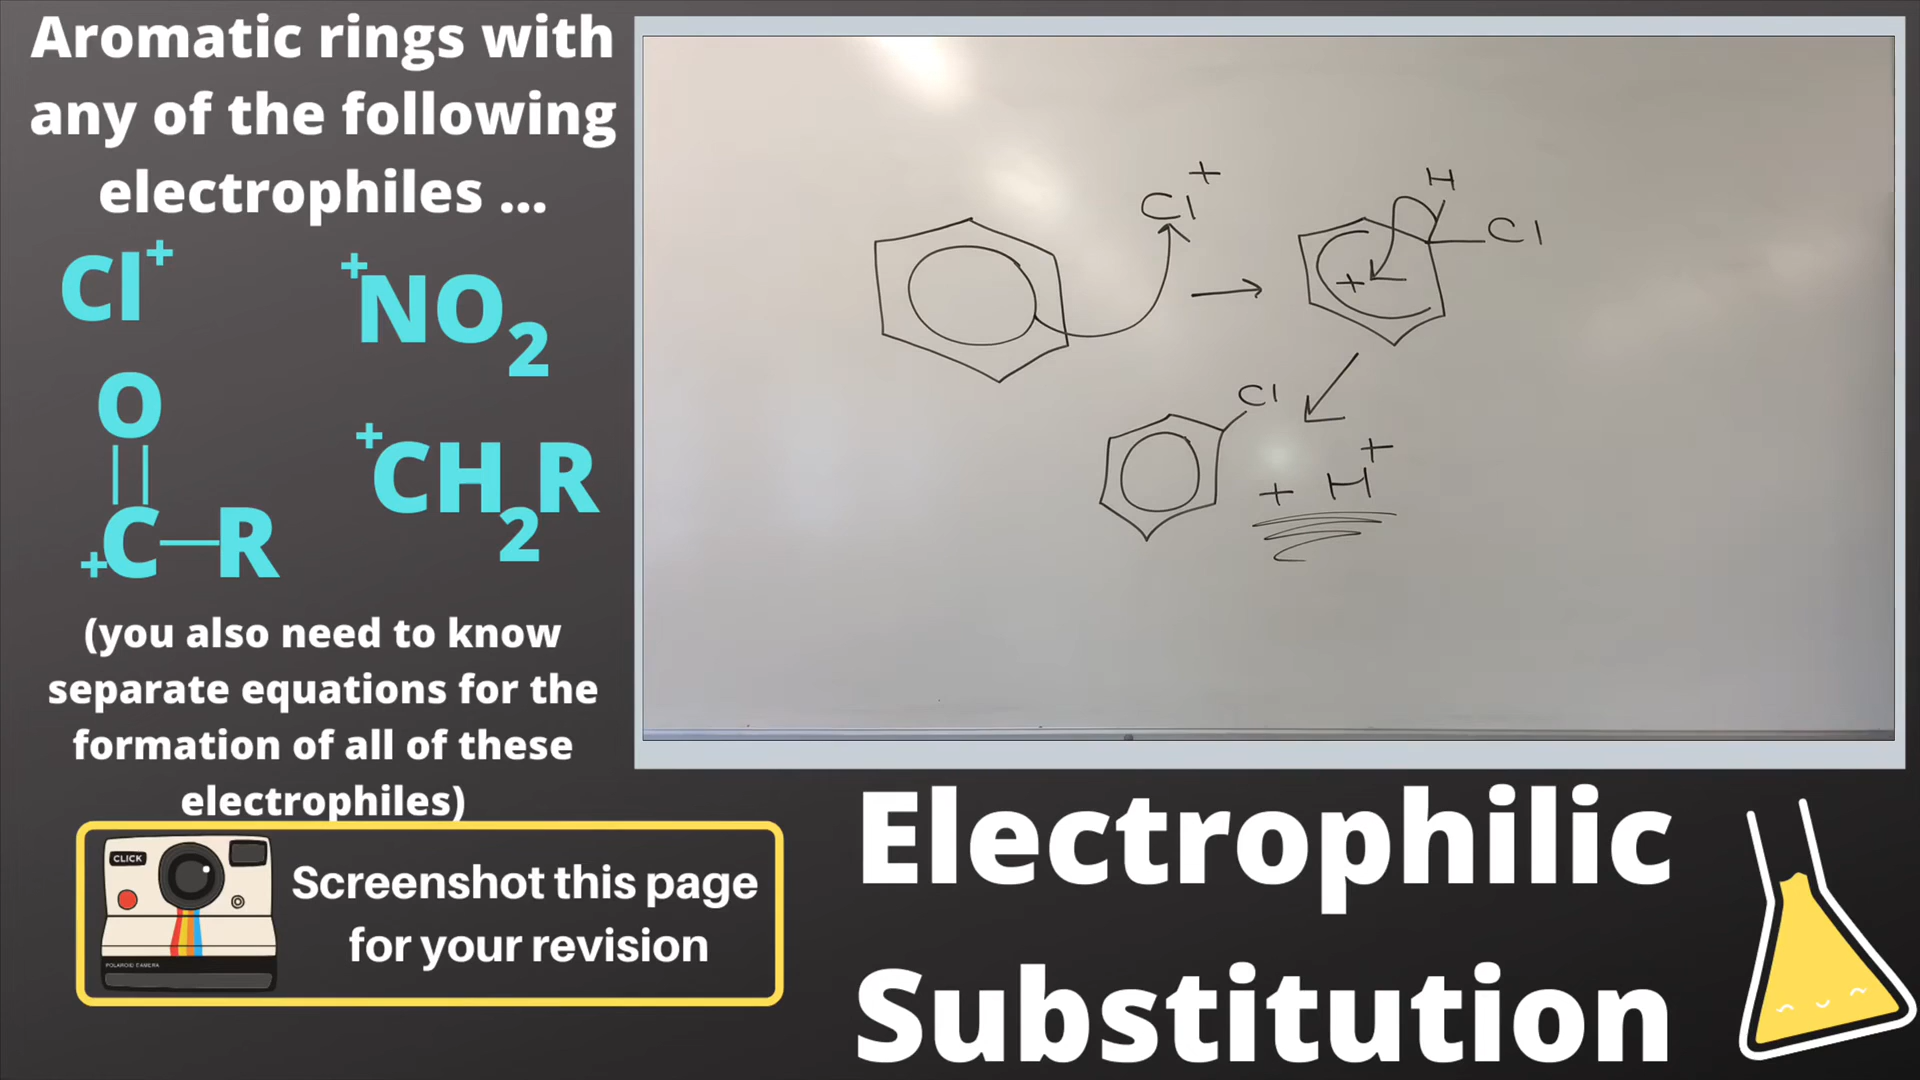 Aromatic rings with
any of the following
electrophiles ...
Cl+
+NO2
O
+C–R
+CH2R
(you also need to know
separate equations for the
formation of all of these
electrophiles)
Cl+
+
H
Cl
Cl
+ H+
CLICK
POLAROID CAMERA
Screenshot this page
for your revision
Electrophilic
Substitution